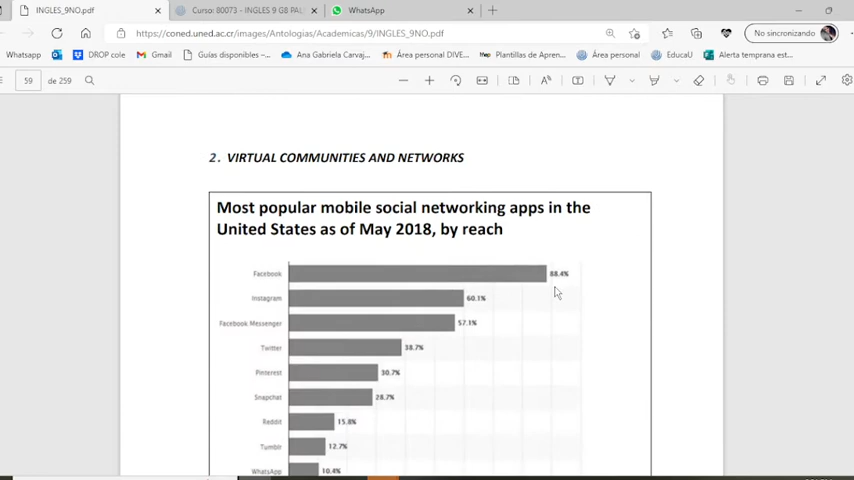 INGLES_9NO.pdf
Curso: 80073 - INGLES 9 G8 PAL
WhatsApp
https://coned.uned.ac.cr/images/Antologias/Academicas/9/INGLES_9NO.pdf
No sincronizando
Whatsapp
DROP cole
Gmail
Guías disponibles –...
Ana Gabriela Carvaj...
Área personal DIVE...
Plantillas de Aprend...
Área personal
EducaU
Alerta temprana est...
59
de 259
2. VIRTUAL COMMUNITIES AND NETWORKS
Most popular mobile social networking apps in the
United States as of May 2018, by reach
Facebook 88.4%
Instagram 60.1%
Facebook Messenger 57.1%
Twitter 38.7%
Pinterest 30.7%
Snapchat 28.7%
Reddit 15.8%
Tumblr 12.7%
WhatsApp 10.4%